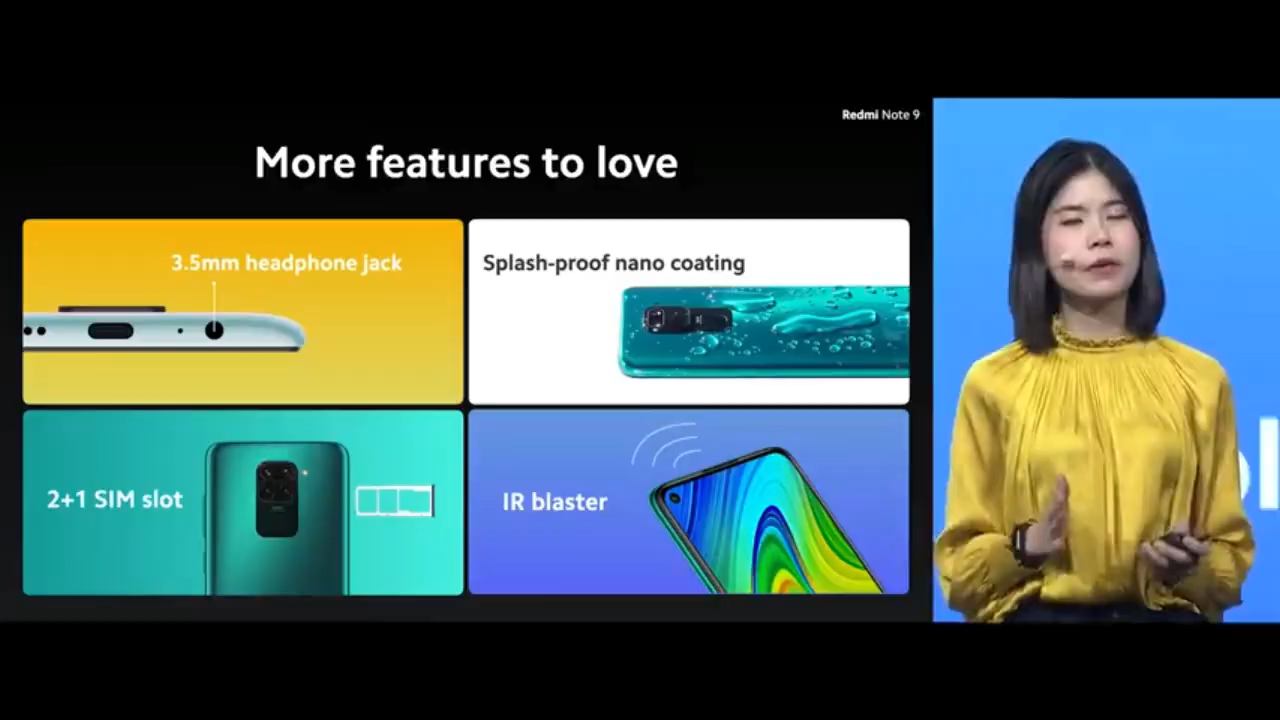 Redmi Note 9
More features to love
3.5mm headphone jack
Splash-proof nano coating
2+1 SIM slot
IR blaster